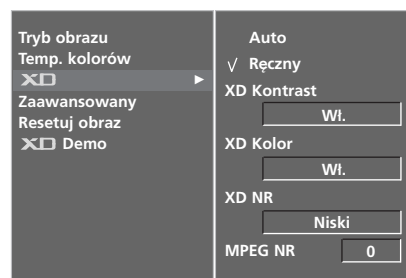 Tryb obrazu
Temp. kolorów
XD
Zaawansowany
Resetuj obraz
XD Demo
Auto
√ Ręczny
XD Kontrast
Wł.
XD Kolor
Wł.
XD NR
Niski
MPEG NR 0